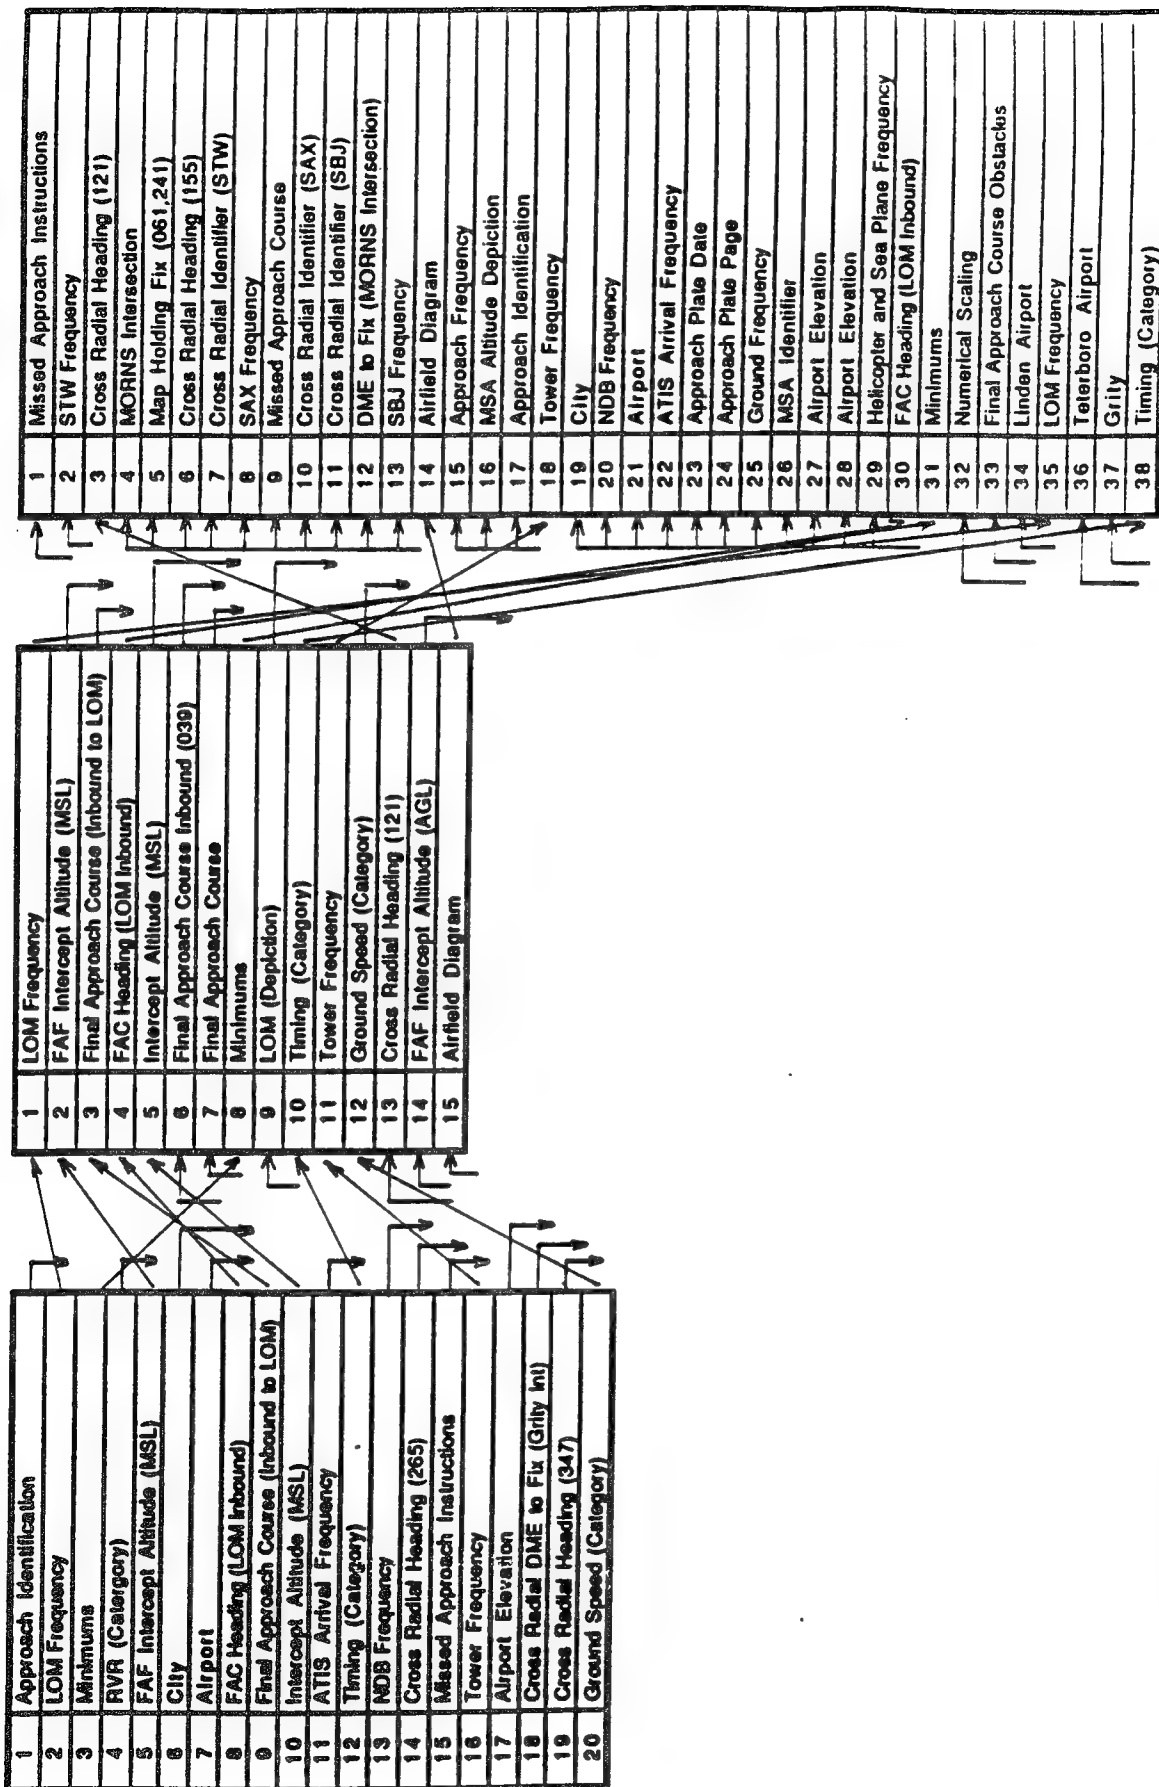 1 Approach Identification
2 LOM Frequency
3 Minimums
4 RVR (Catergory)
5 FAF Intercept Altitude (MSL)
6 City
7 Airport
8 FAC Heading (LOM Inbound)
9 Final Approach Course (Inbound to LOM)
10 Intercept Altitude (MSL)
11 ATIS Arrival Frequency
12 Timing (Category)
13 NDB Frequency
14 Cross Radial Heading (265)
15 Missed Approach Instructions
16 Tower Frequency
17 Airport Elevation
18 Cross Radial DME to Fix (Grity Int)
19 Cross Radial Heading (347)
20 Ground Speed (Category)
1 LOM Frequency
2 FAF Intercept Altitude (MSL)
3 Final Approach Course (Inbound to LOM)
4 FAC Heading (LOM Inbound)
5 Intercept Altitude (MSL)
6 Final Approach Course Inbound (039)
7 Final Approach Course
8 Minimums
9 LOM (Depiction)
10 Timing (Category)
11 Tower Frequency
12 Ground Speed (Category)
13 Cross Radial Heading (121)
14 FAF Intercept Altitude (AGL)
15 Airfield Diagram
1 Missed Approach Instructions
2 STW Frequency
3 Cross Radial Heading (121)
4 MORNS Intersection
5 Map Holding Fix (061,241)
6 Cross Radial Heading (155)
7 Cross Radial Identifier (STW)
8 SAX Frequency
9 Missed Approach Course
10 Cross Radial Identifier (SAX)
11 Cross Radial Identifier (SBJ)
12 DME to Fix (MORNS Intersection)
13 SBJ Frequency
14 Airfield Diagram
15 Approach Frequency
16 MSA Altitude Depiction
17 Approach Identification
18 Tower Frequency
19 City
20 NDB Frequency
21 Airport
22 ATIS Arrival Frequency
23 Approach Plate Date
24 Approach Plate Page
25 Ground Frequency
26 MSA Identifier
27 Airport Elevation
28 Airport Elevation
29 Helicopter and Sea Plane Frequency
30 FAC Heading (LOM Inbound)
31 Minimums
32 Numerical Scaling
33 Final Approach Course Obstaclus
34 Linden Airport
35 LOM Frequency
36 Teterboro Airport
37 Grity
38 Timing (Category)